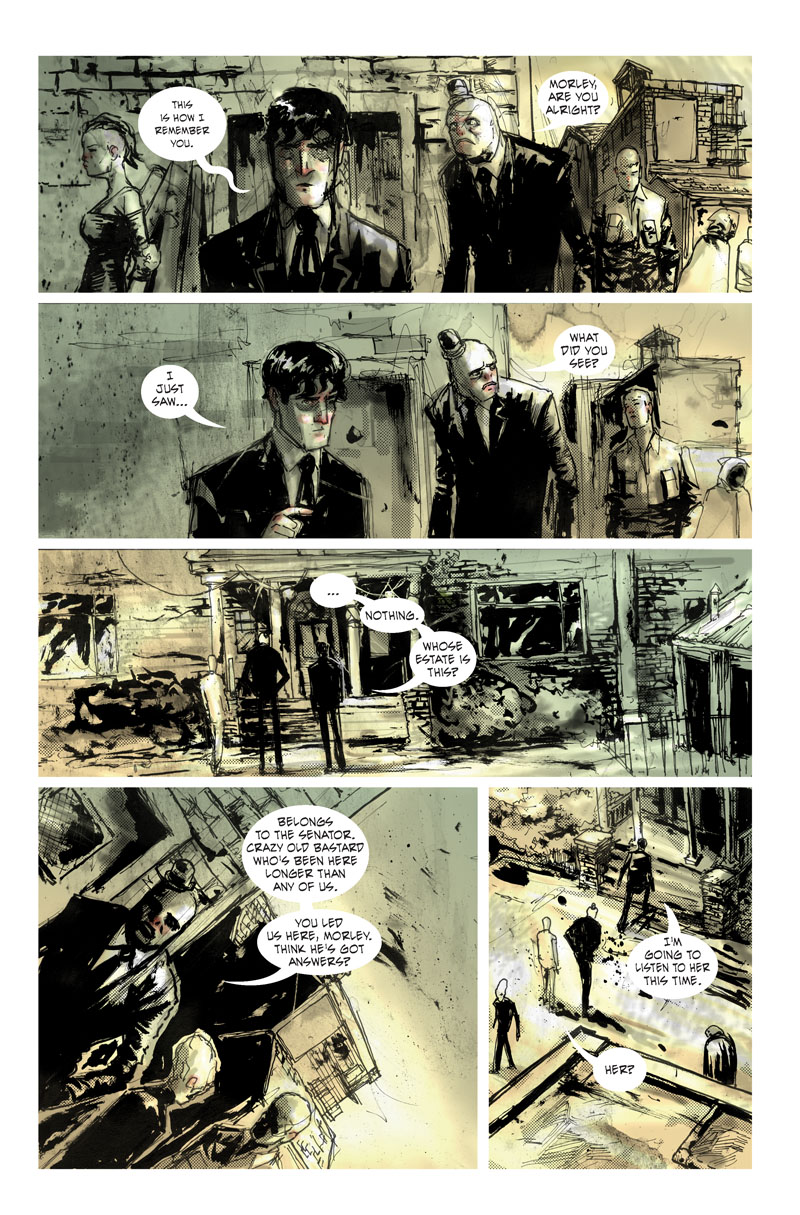 THIS
IS HOW I
REMEMBER
YOU.
MORLEY,
ARE YOU
ALRIGHT?
I
JUST
SAW...
WHAT
DID YOU
SEE?
...
NOTHING.
WHOSE
ESTATE IS
THIS?
BELONGS
TO THE SENATOR.
CRAZY OLD BASTARD
WHO'S BEEN HERE
LONGER THAN
ANY OF US.
YOU LED
US HERE, MORLEY.
THINK HE'S GOT
ANSWERS?
I'M
GOING TO
LISTEN TO HER
THIS TIME.
HER?